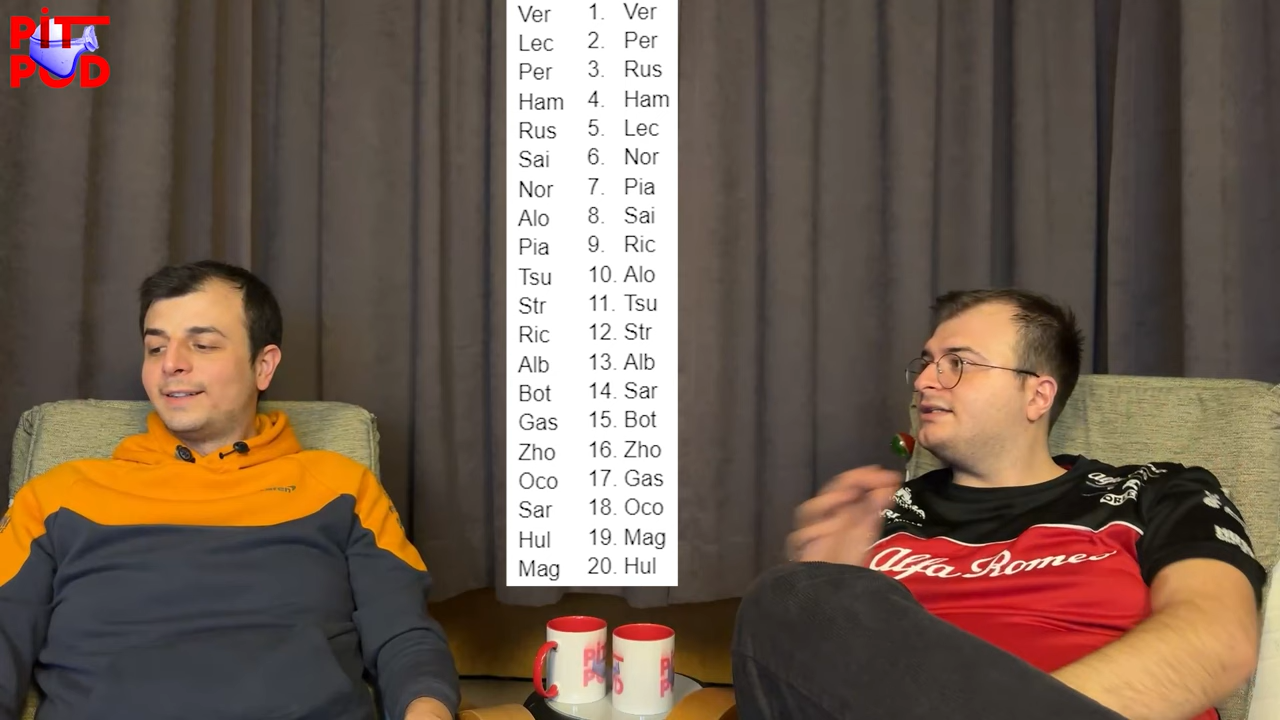 PiT
POD
Ver 1. Ver
Lec 2. Per
Per 3. Rus
Ham 4. Ham
Rus 5. Lec
Sai 6. Nor
Nor 7. Pia
Alo 8. Sai
Pia 9. Ric
Tsu 10. Alo
Str 11. Tsu
Ric 12. Str
Alb 13. Alb
Bot 14. Sar
Gas 15. Bot
Zho 16. Zho
Oco 17. Gas
Sar 18. Oco
Hul 19. Mag
Mag 20. Hul
Alfa Romeo